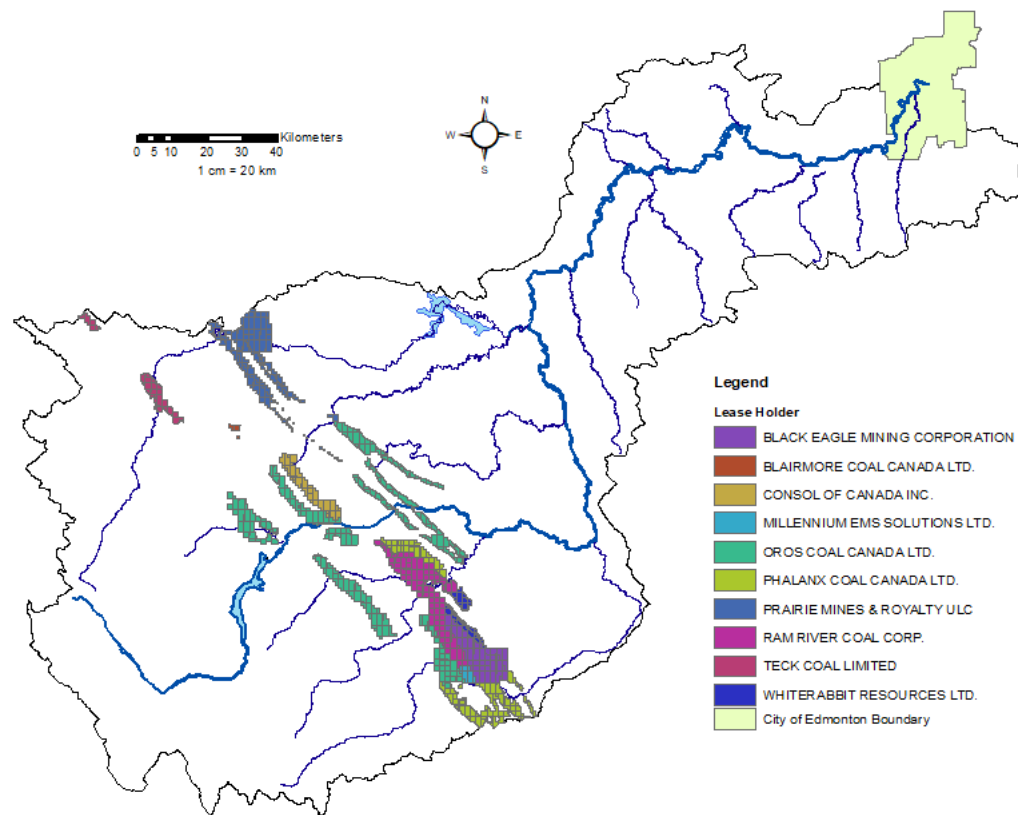 N
W E
S
Kilometers
0 5 10 20 30 40
1 cm = 20 km
Legend
Lease Holder
BLACK EAGLE MINING CORPORATION
BLAIRMORE COAL CANADA LTD.
CONSOL OF CANADA INC.
MILLENNIUM EMS SOLUTIONS LTD.
OROS COAL CANADA LTD.
PHALANX COAL CANADA LTD.
PRAIRIE MINES & ROYALTY ULC
RAM RIVER COAL CORP.
TECK COAL LIMITED
WHITERABBIT RESOURCES LTD.
City of Edmonton Boundary